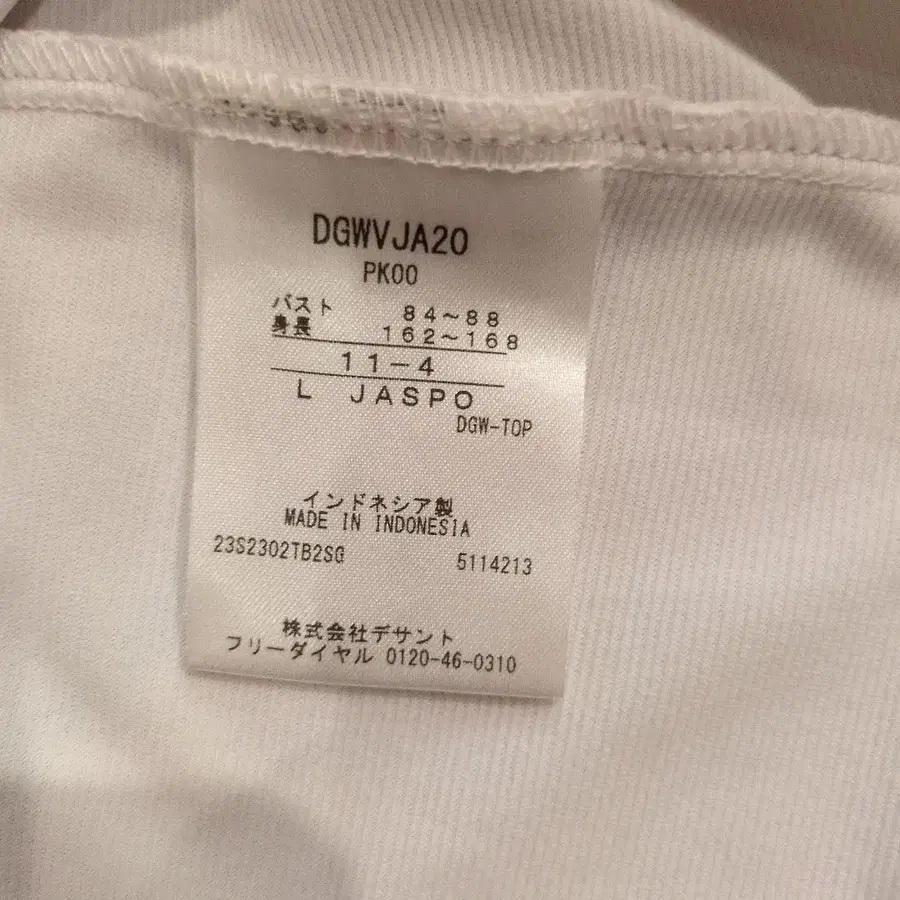 DGWVJA20
PK00
バスト 84～88
身長 162～168
11－4
L JASPO
DGW-TOP
インドネシア製
MADE IN INDONESIA
23S2302TB2SG 5114213
株式会社デサント
フリーダイヤル 0120-46-0310